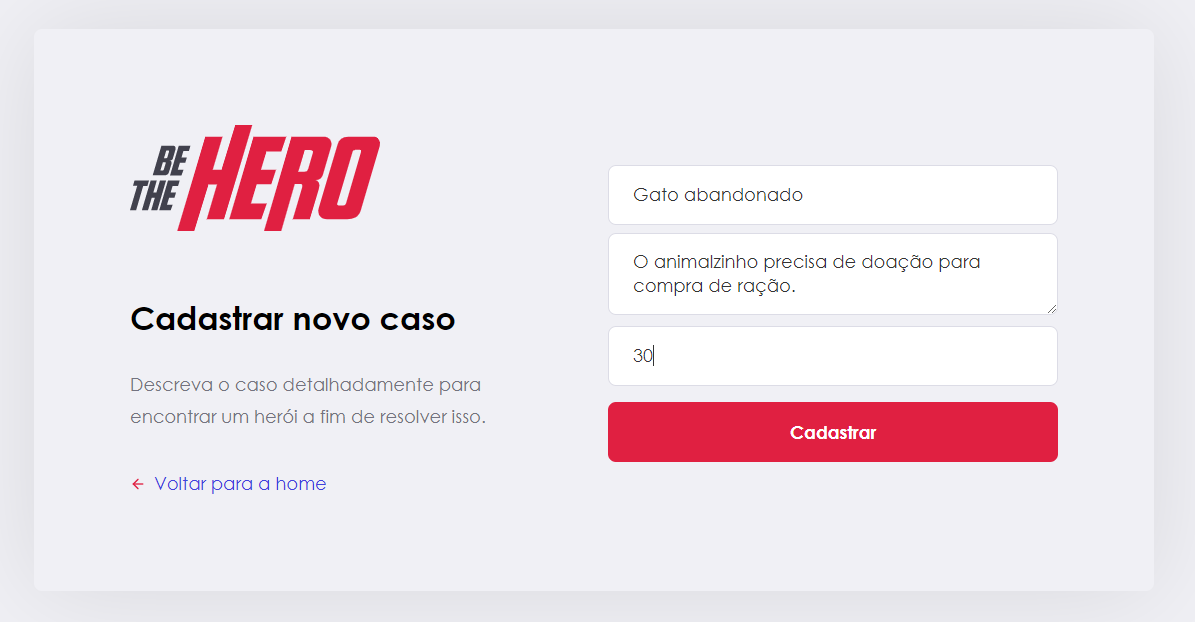 BE
THE HERO
Cadastrar novo caso
Descreva o caso detalhadamente para
encontrar um herói a fim de resolver isso.
Voltar para a home
Gato abandonado
O animalzinho precisa de doação para
compra de ração.
30
Cadastrar